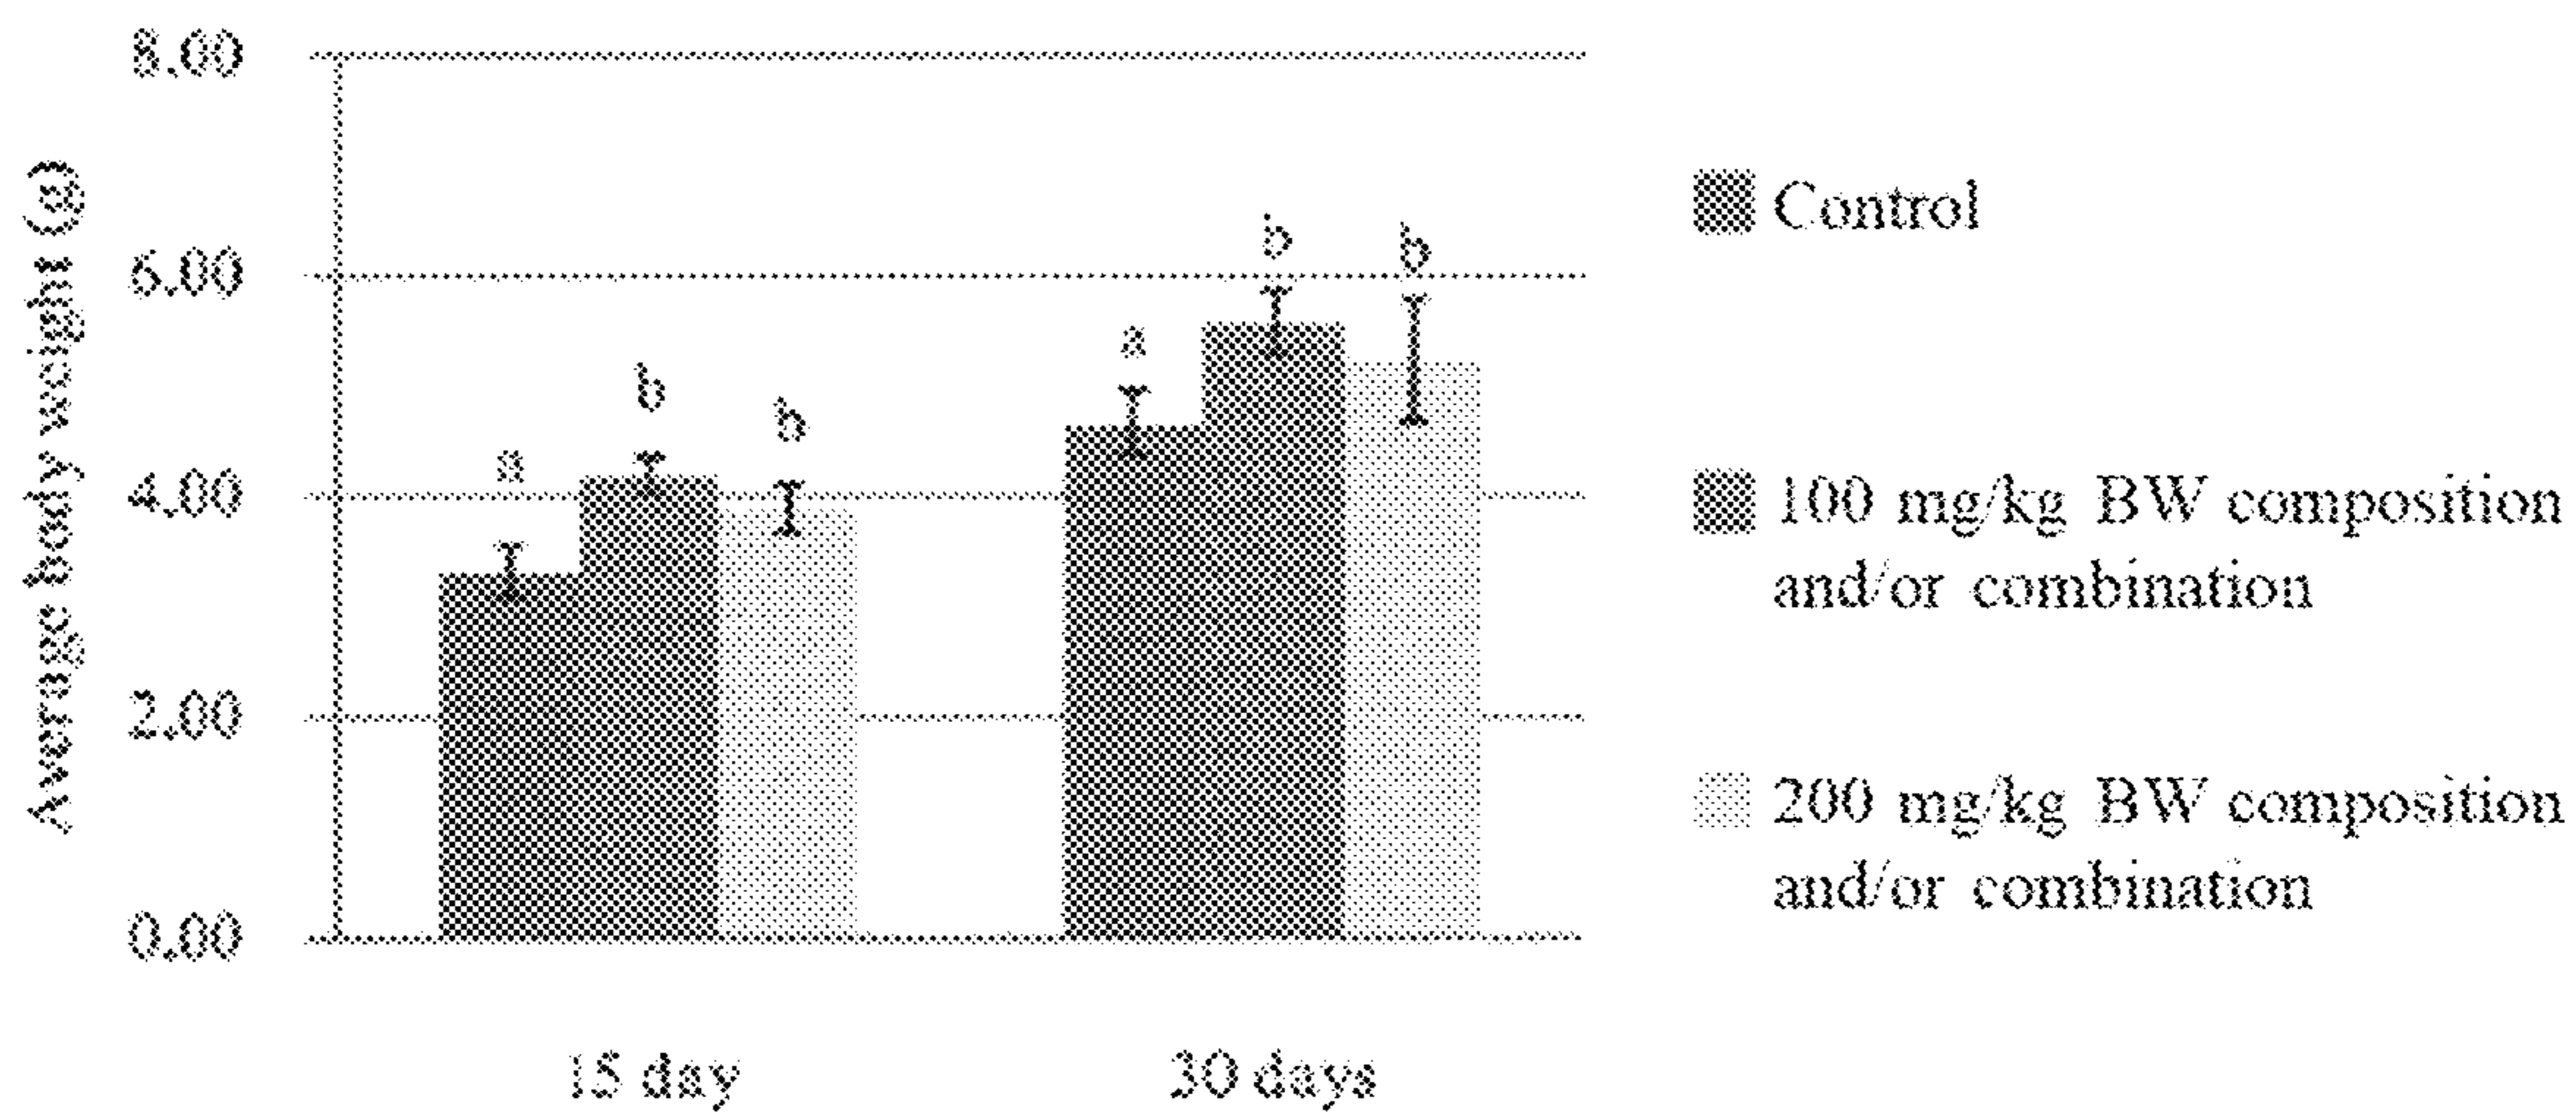 Average body weight (g)
8.00
6.00
4.00
2.00
0.00
a
b
b
a
b
b
15 day
30 days
Control
100 mg/kg BW composition
and/or combination
200 mg/kg BW composition
and/or combination